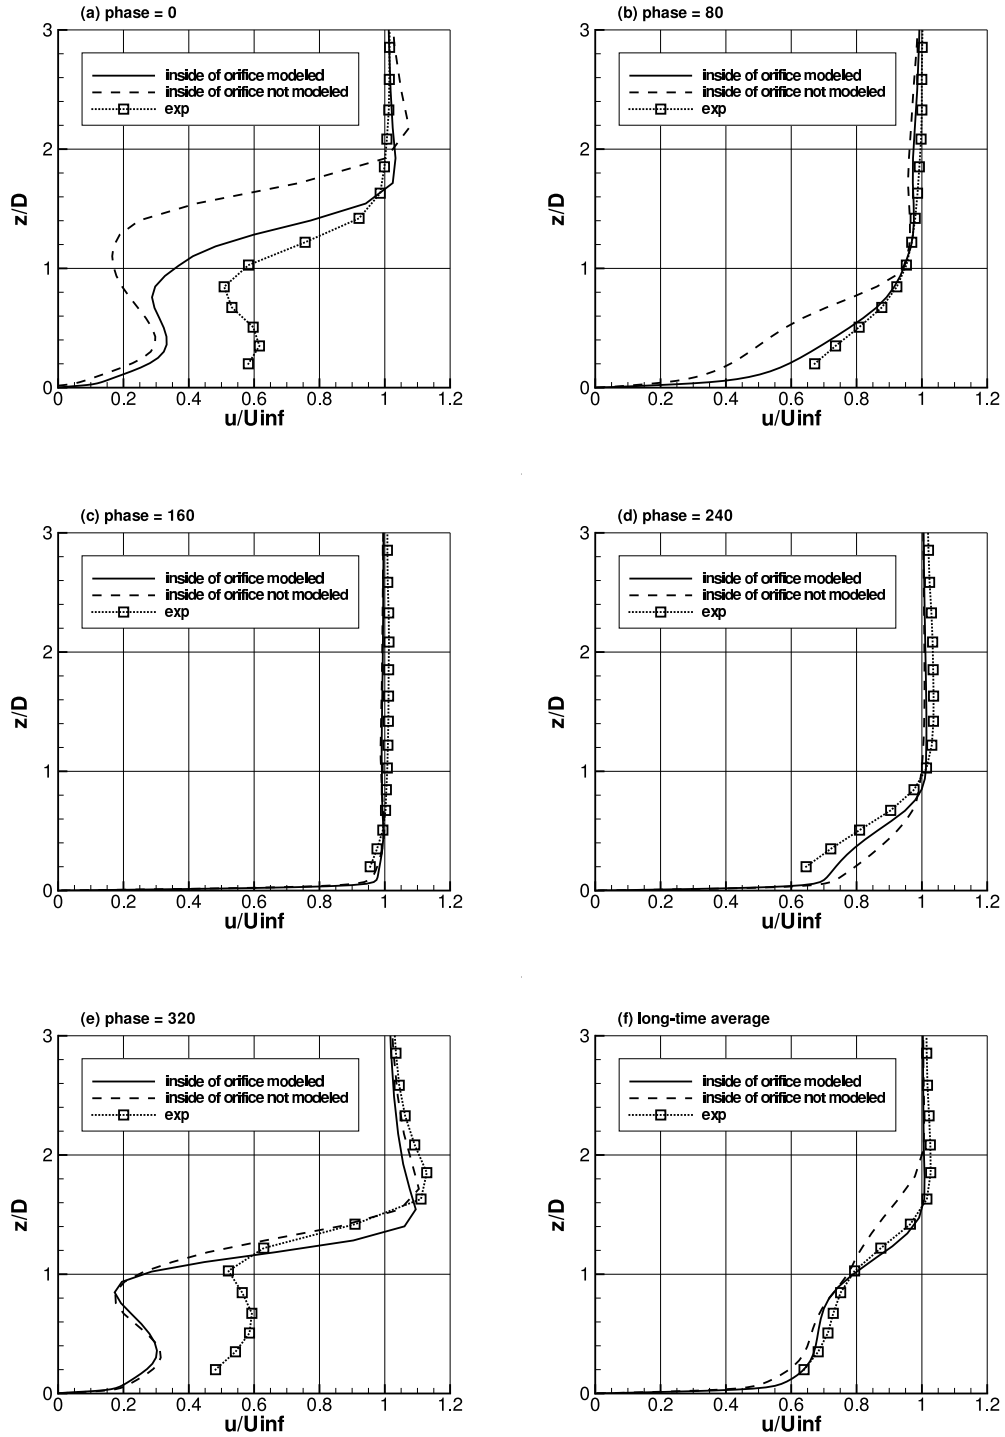 (a) phase = 0
3
2
1
0
z/D
inside of orifice modeled
inside of orifice not modeled
exp
0 0.2 0.4 0.6 0.8 1 1.2
u/Uinf
(b) phase = 80
3
2
1
0
z/D
inside of orifice modeled
inside of orifice not modeled
exp
0 0.2 0.4 0.6 0.8 1 1.2
u/Uinf
(c) phase = 160
3
2
1
0
z/D
inside of orifice modeled
inside of orifice not modeled
exp
0 0.2 0.4 0.6 0.8 1 1.2
u/Uinf
(d) phase = 240
3
2
1
0
z/D
inside of orifice modeled
inside of orifice not modeled
exp
0 0.2 0.4 0.6 0.8 1 1.2
u/Uinf
(e) phase = 320
3
2
1
0
z/D
inside of orifice modeled
inside of orifice not modeled
exp
0 0.2 0.4 0.6 0.8 1 1.2
u/Uinf
(f) long-time average
3
2
1
0
z/D
inside of orifice modeled
inside of orifice not modeled
exp
0 0.2 0.4 0.6 0.8 1 1.2
u/Uinf